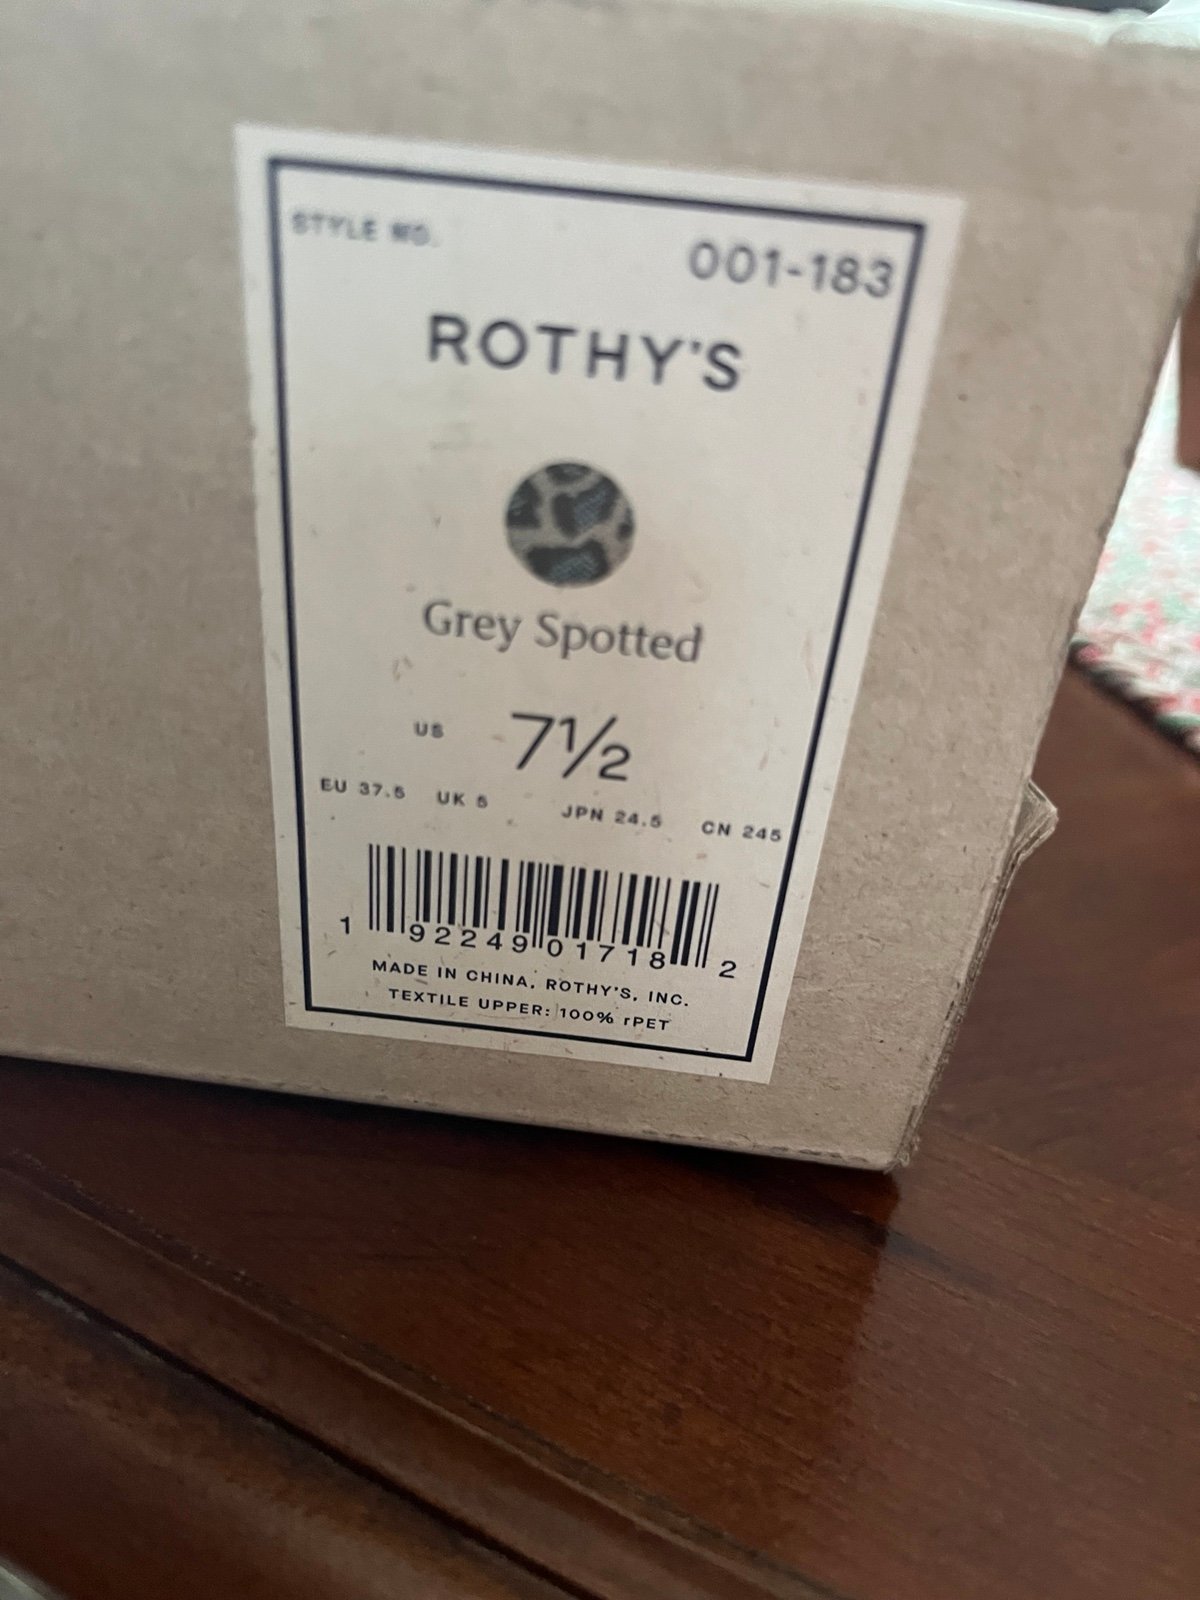 STYLE NO.
001-183
ROTHY'S
Grey Spotted
US 7½
EU 37.5 UK 5 JPN 24.5 CN 245
1 92249 01718 2
MADE IN CHINA, ROTHY'S, INC.
TEXTILE UPPER: 100% rPET